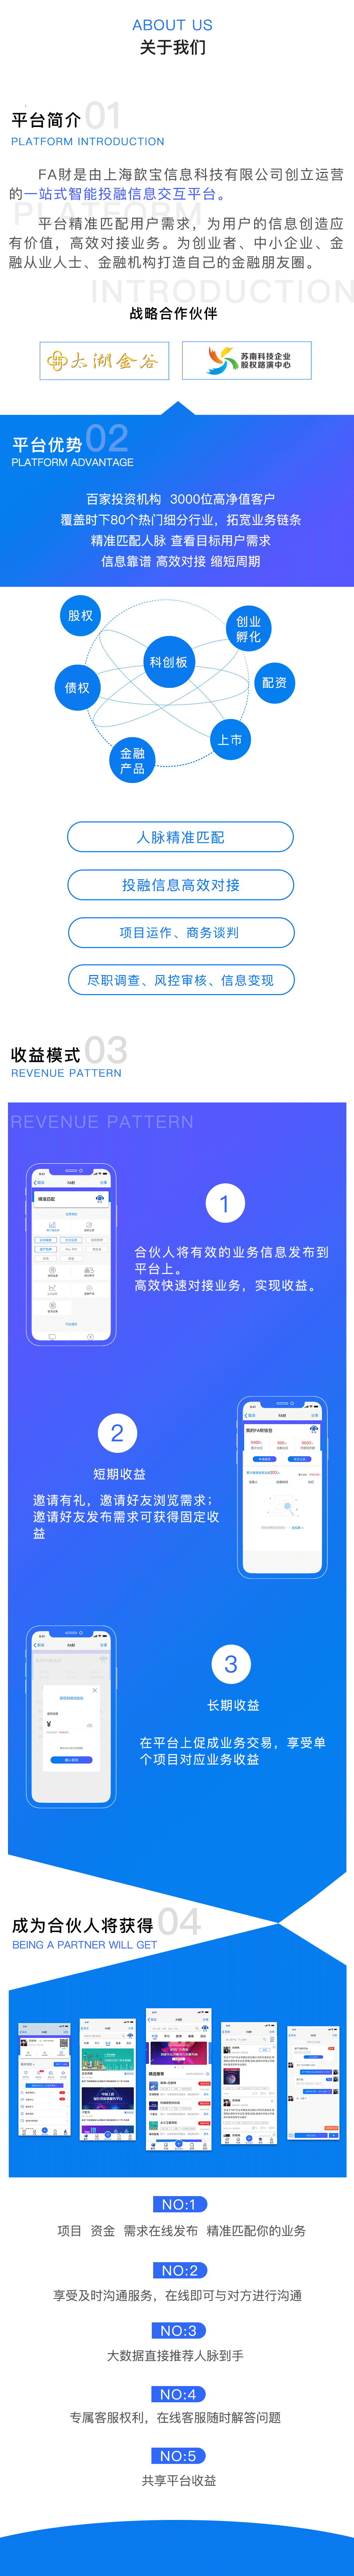 ABOUT US
关于我们
平台简介 01
PLATFORM INTRODUCTION
FA财是由上海歆宝信息科技有限公司创立运营
的一站式智能投融信息交互平台。
PLATFORM
平台精准匹配用户需求，为用户的信息创造应
有价值，高效对接业务。为创业者、中小企业、金
融从业人士、金融机构打造自己的金融朋友圈。
INTRODUCTION
战略合作伙伴
太湖金谷
苏南科技企业
股权路演中心
平台优势 02
PLATFORM ADVANTAGE
百家投资机构 3000位高净值客户
覆盖时下80个热门细分行业，拓宽业务链条
精准匹配人脉 查看目标用户需求
信息靠谱 高效对接 缩短周期
股权
创业
孵化
科创板
债权
配资
上市
金融
产品
人脉精准匹配
投融信息高效对接
项目运作、商务谈判
尽职调查、风控审核、信息变现
收益模式 03
REVENUE PATTERN
REVENUE PATTERN
FA财
精准匹配
1
合伙人将有效的业务信息发布到
平台上。
高效快速对接业务，实现收益。
2
短期收益
邀请有礼，邀请好友浏览需求；
邀请好友发布需求可获得固定收
益
FA财
我的FA财钱包
FA财
¥
3
长期收益
在平台上促成业务交易，享受单
个项目对应业务收益
成为合伙人将获得 04
BEING A PARTNER WILL GET
NO:1
项目 资金 需求在线发布 精准匹配你的业务
NO:2
享受及时沟通服务，在线即可与对方进行沟通
NO:3
大数据直接推荐人脉到手
NO:4
专属客服权利，在线客服随时解答问题
NO:5
共享平台收益